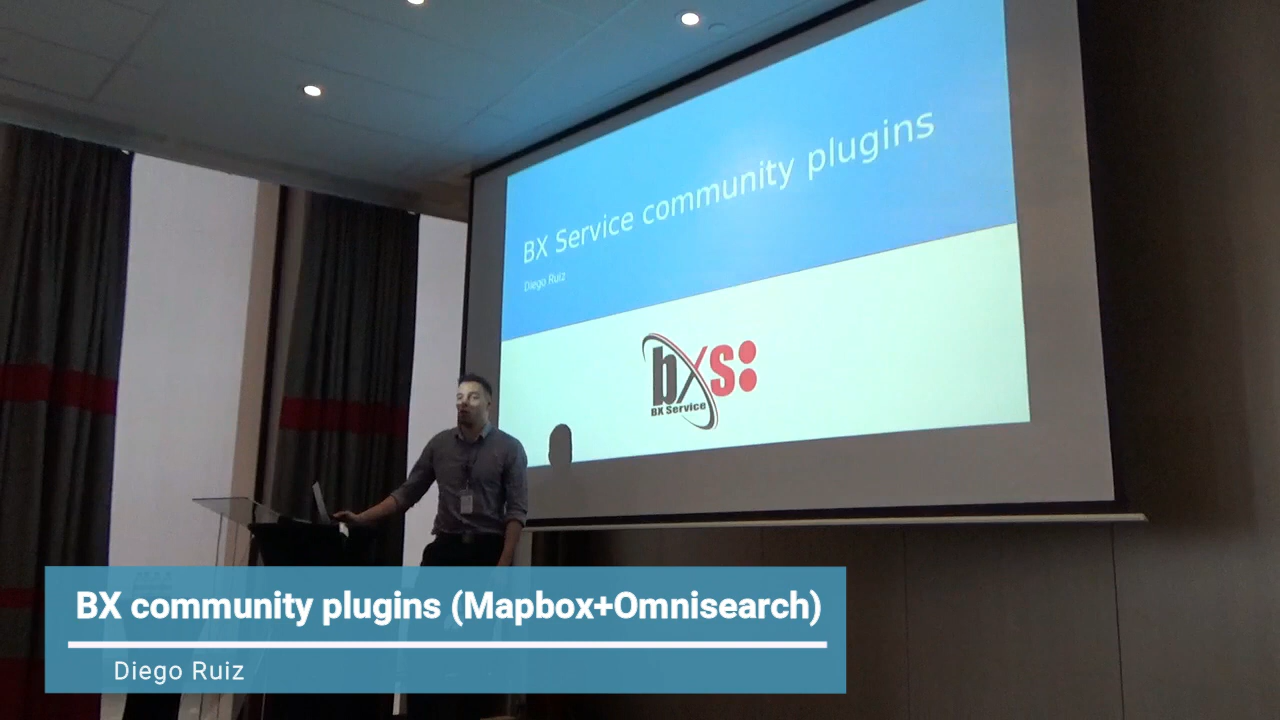 BX Service community plugins
Diego Ruiz
bxs:
BX Service
BX community plugins (Mapbox+Omnisearch)
Diego Ruiz